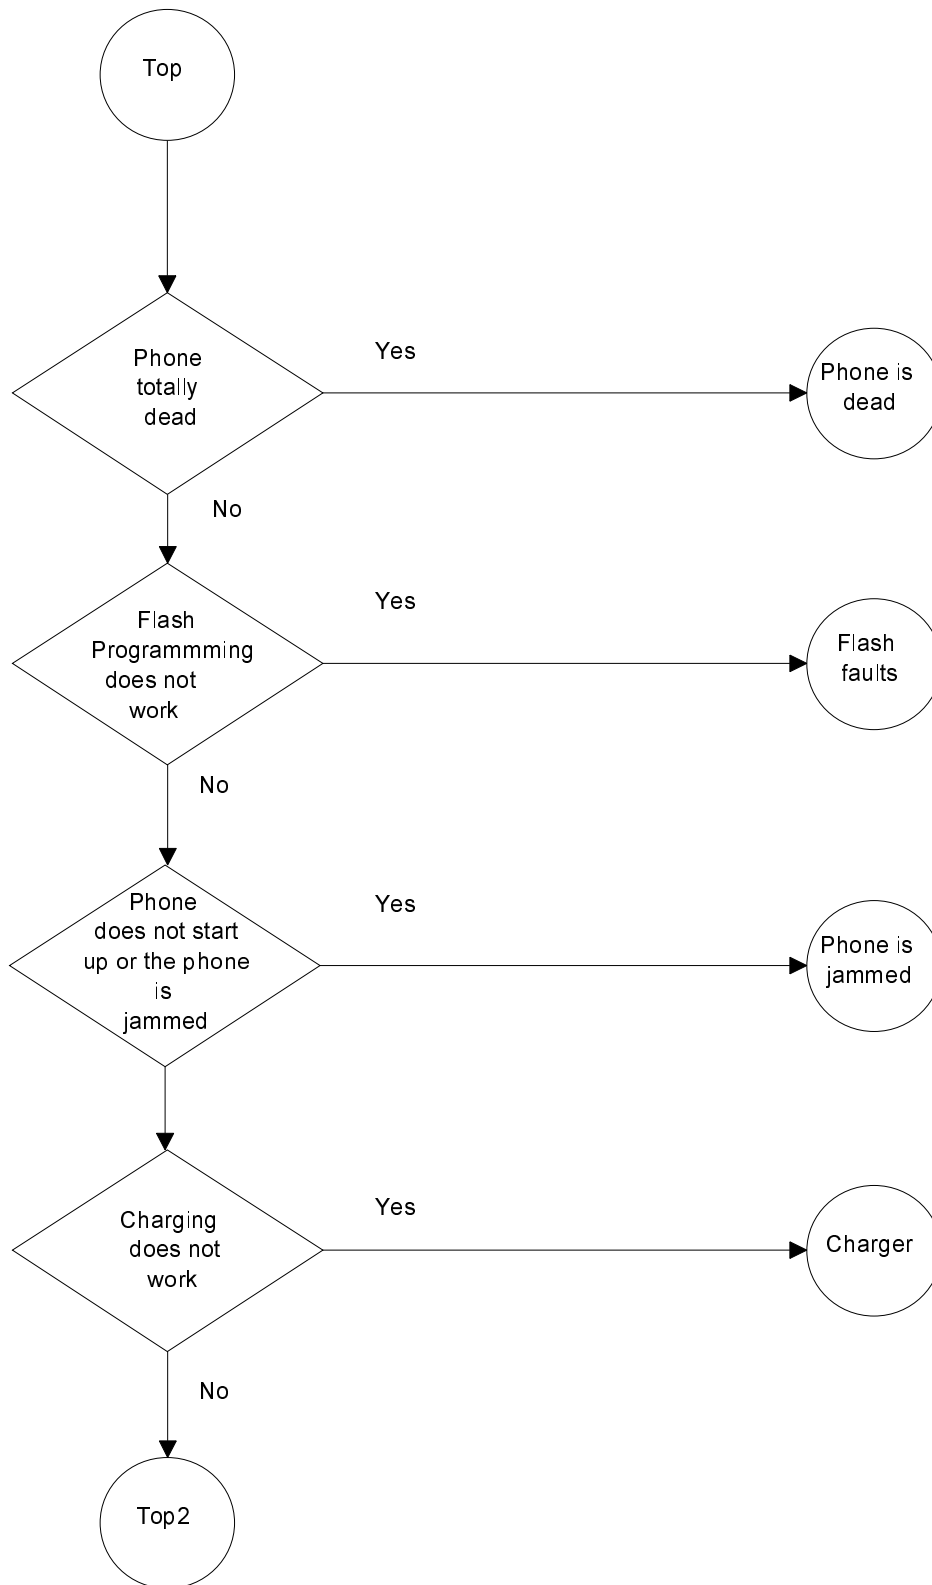 Top
Phone
totally
dead
Yes
Phone is
dead
No
Flash
Programmming
does not
work
Yes
Flash
faults
No
Phone
does not start
up or the phone
is
jammed
Yes
Phone is
jammed
Charging
does not
work
Yes
Charger
No
Top2